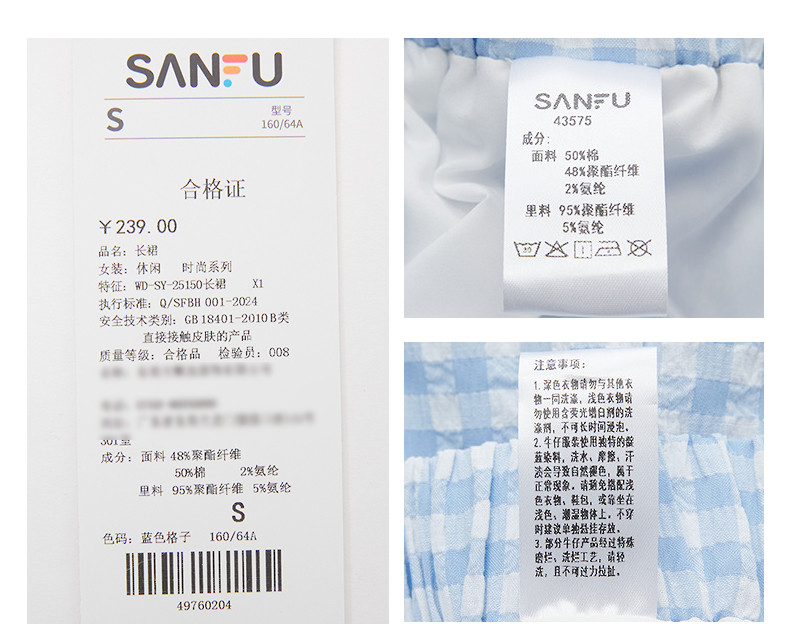 SANFU
S
型号
160/64A
合格证
￥239.00
品名：长裙
女装：休闲 时尚系列
特征：WD-SY-25150长裙 X1
执行标准：Q/SFBH 001-2024
安全技术类别：GB 18401-2010 B类
直接接触皮肤的产品
质量等级：合格品 检验员：008
301室
成分：面料 48%聚酯纤维
50%棉 2%氨纶
里料 95%聚酯纤维 5%氨纶
S
色码：蓝色格子 160/64A
49760204
SANFU
43575
成分：
面料 50%棉
48%聚酯纤维
2%氨纶
里料 95%聚酯纤维
5%氨纶
注意事项：
1.深色衣物请勿与其他衣
物一同洗涤，浅色衣物请
勿使用含荧光增白剂的洗
涤剂，不可长时间浸泡。
2.牛仔服装使用独特的靛
蓝染料，洗水、摩擦、汗
渍会导致自然褪色，属于
正常现象。请避免搭配浅
色衣物、鞋包，或靠坐在
浅色、潮湿物体上。不穿
时建议单独悬挂存放。
3.部分牛仔产品经过特殊
磨烂、洗烂工艺，请轻
洗，且不可过力拉扯。